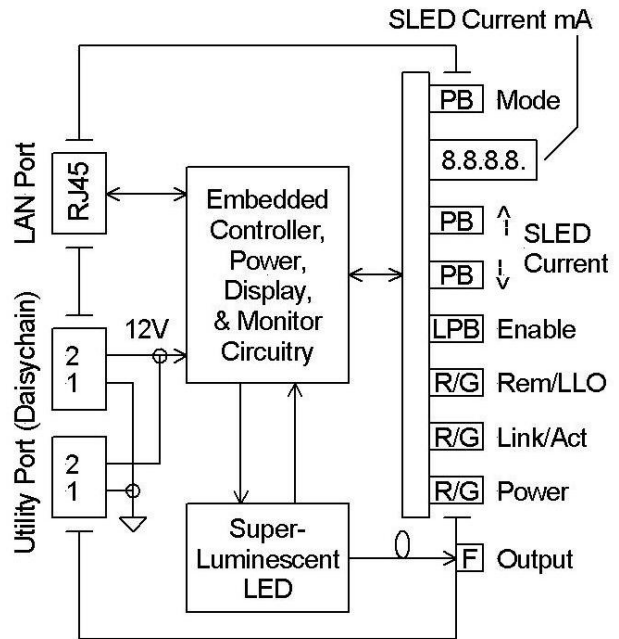 SLED Current mA
PB Mode
8.8.8.8.
PB
SLED
Current
PB
LPB Enable
R/G Rem/LLO
R/G Link/Act
R/G Power
F Output
LAN Port
RJ45
Embedded
Controller,
Power,
Display,
& Monitor
Circuitry
12V
Utility Port (Daisychain)
2
1
2
1
Super-
Luminescent
LED